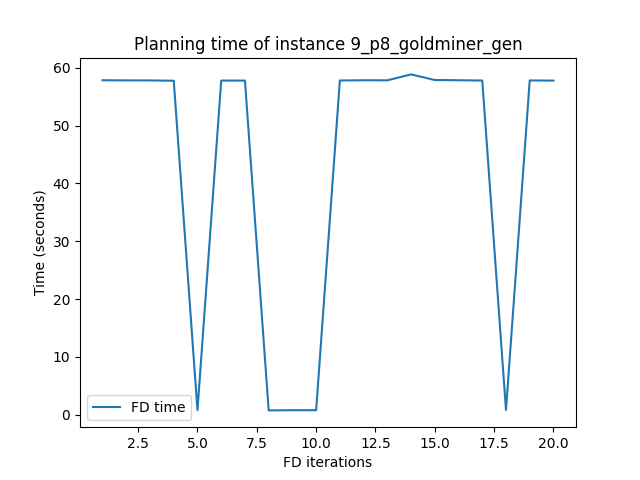 Planning time of instance 9_p8_goldminer_gen
60
50
40
30
20
10
0
Time (seconds)
FD time
2.5 5.0 7.5 10.0 12.5 15.0 17.5 20.0
FD iterations